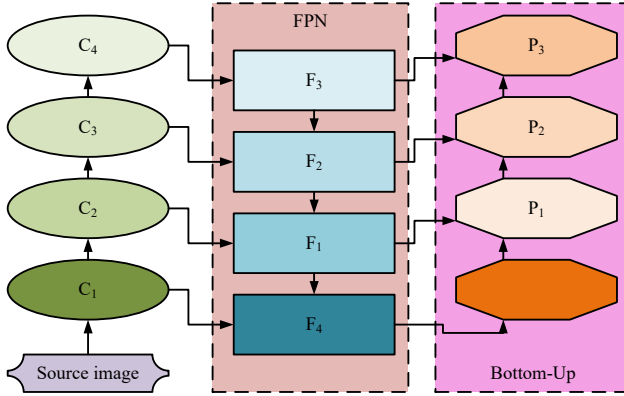 FPN
C4
F3
P3
C3
F2
P2
C2
F1
P1
C1
F4
Source image
Bottom-Up